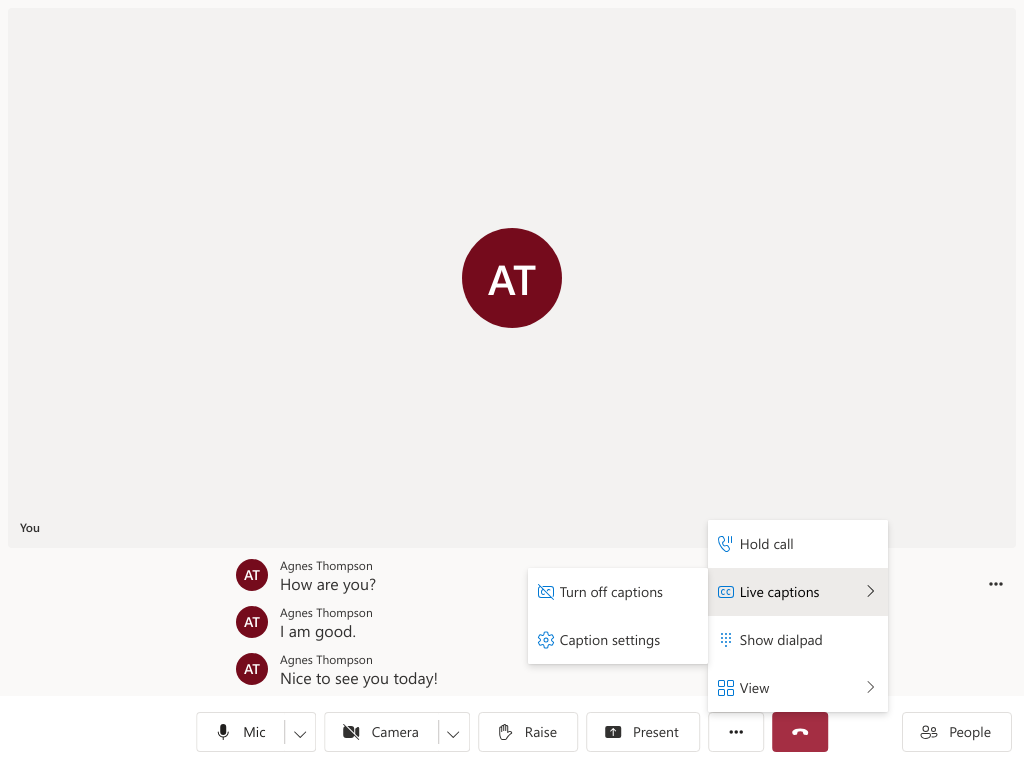 AT
You
AT
Agnes Thompson
How are you?
AT
Agnes Thompson
I am good.
AT
Agnes Thompson
Nice to see you today!
Turn off captions
Caption settings
Hold call
CC Live captions
Show dialpad
View
Mic
Camera
Raise
Present
People